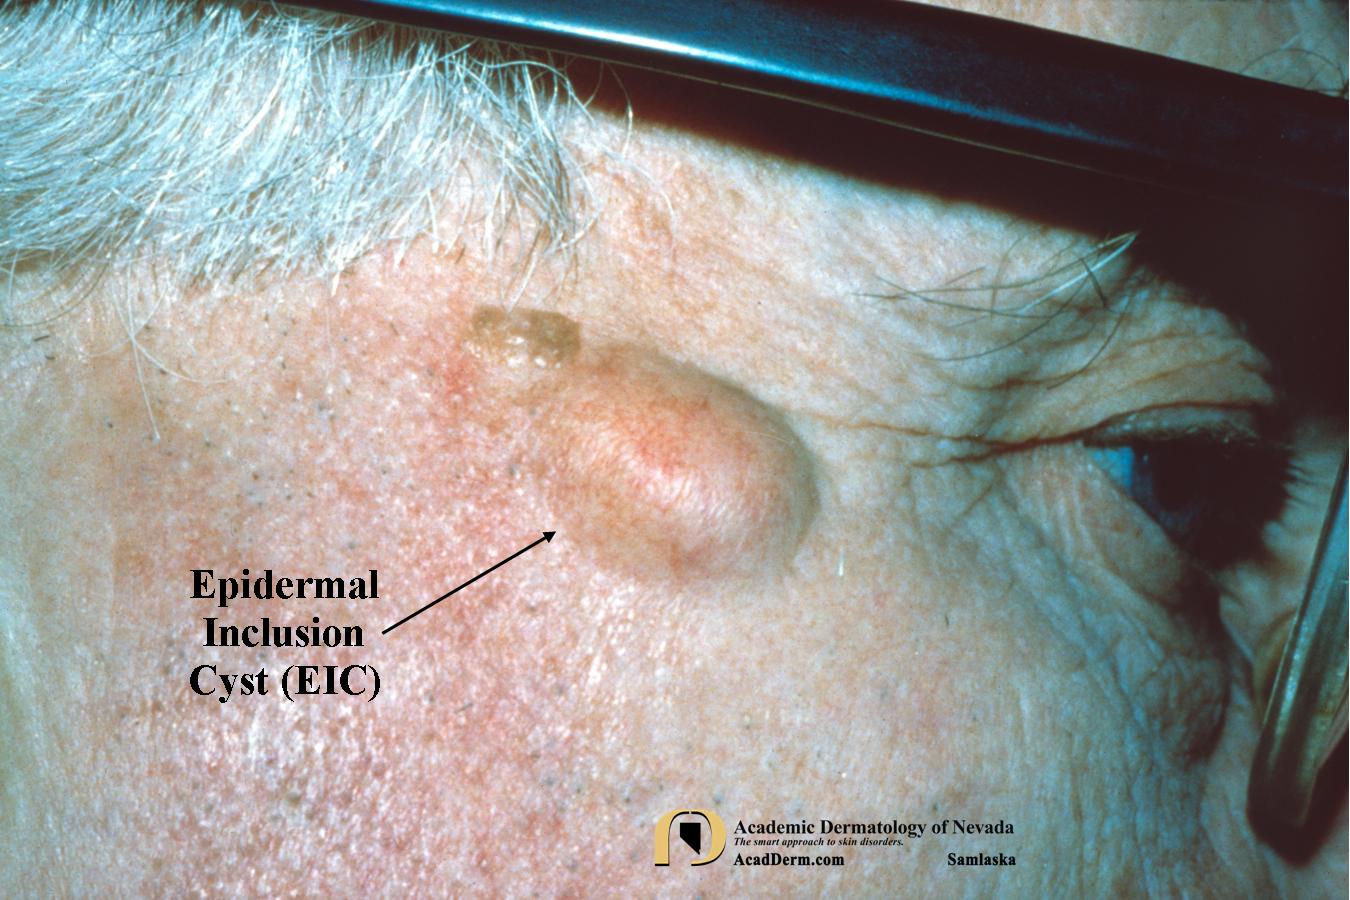 Epidermal
Inclusion
Cyst (EIC)
Academic Dermatology of Nevada
The smart approach to skin disorders.
AcadDerm.com Samlaska